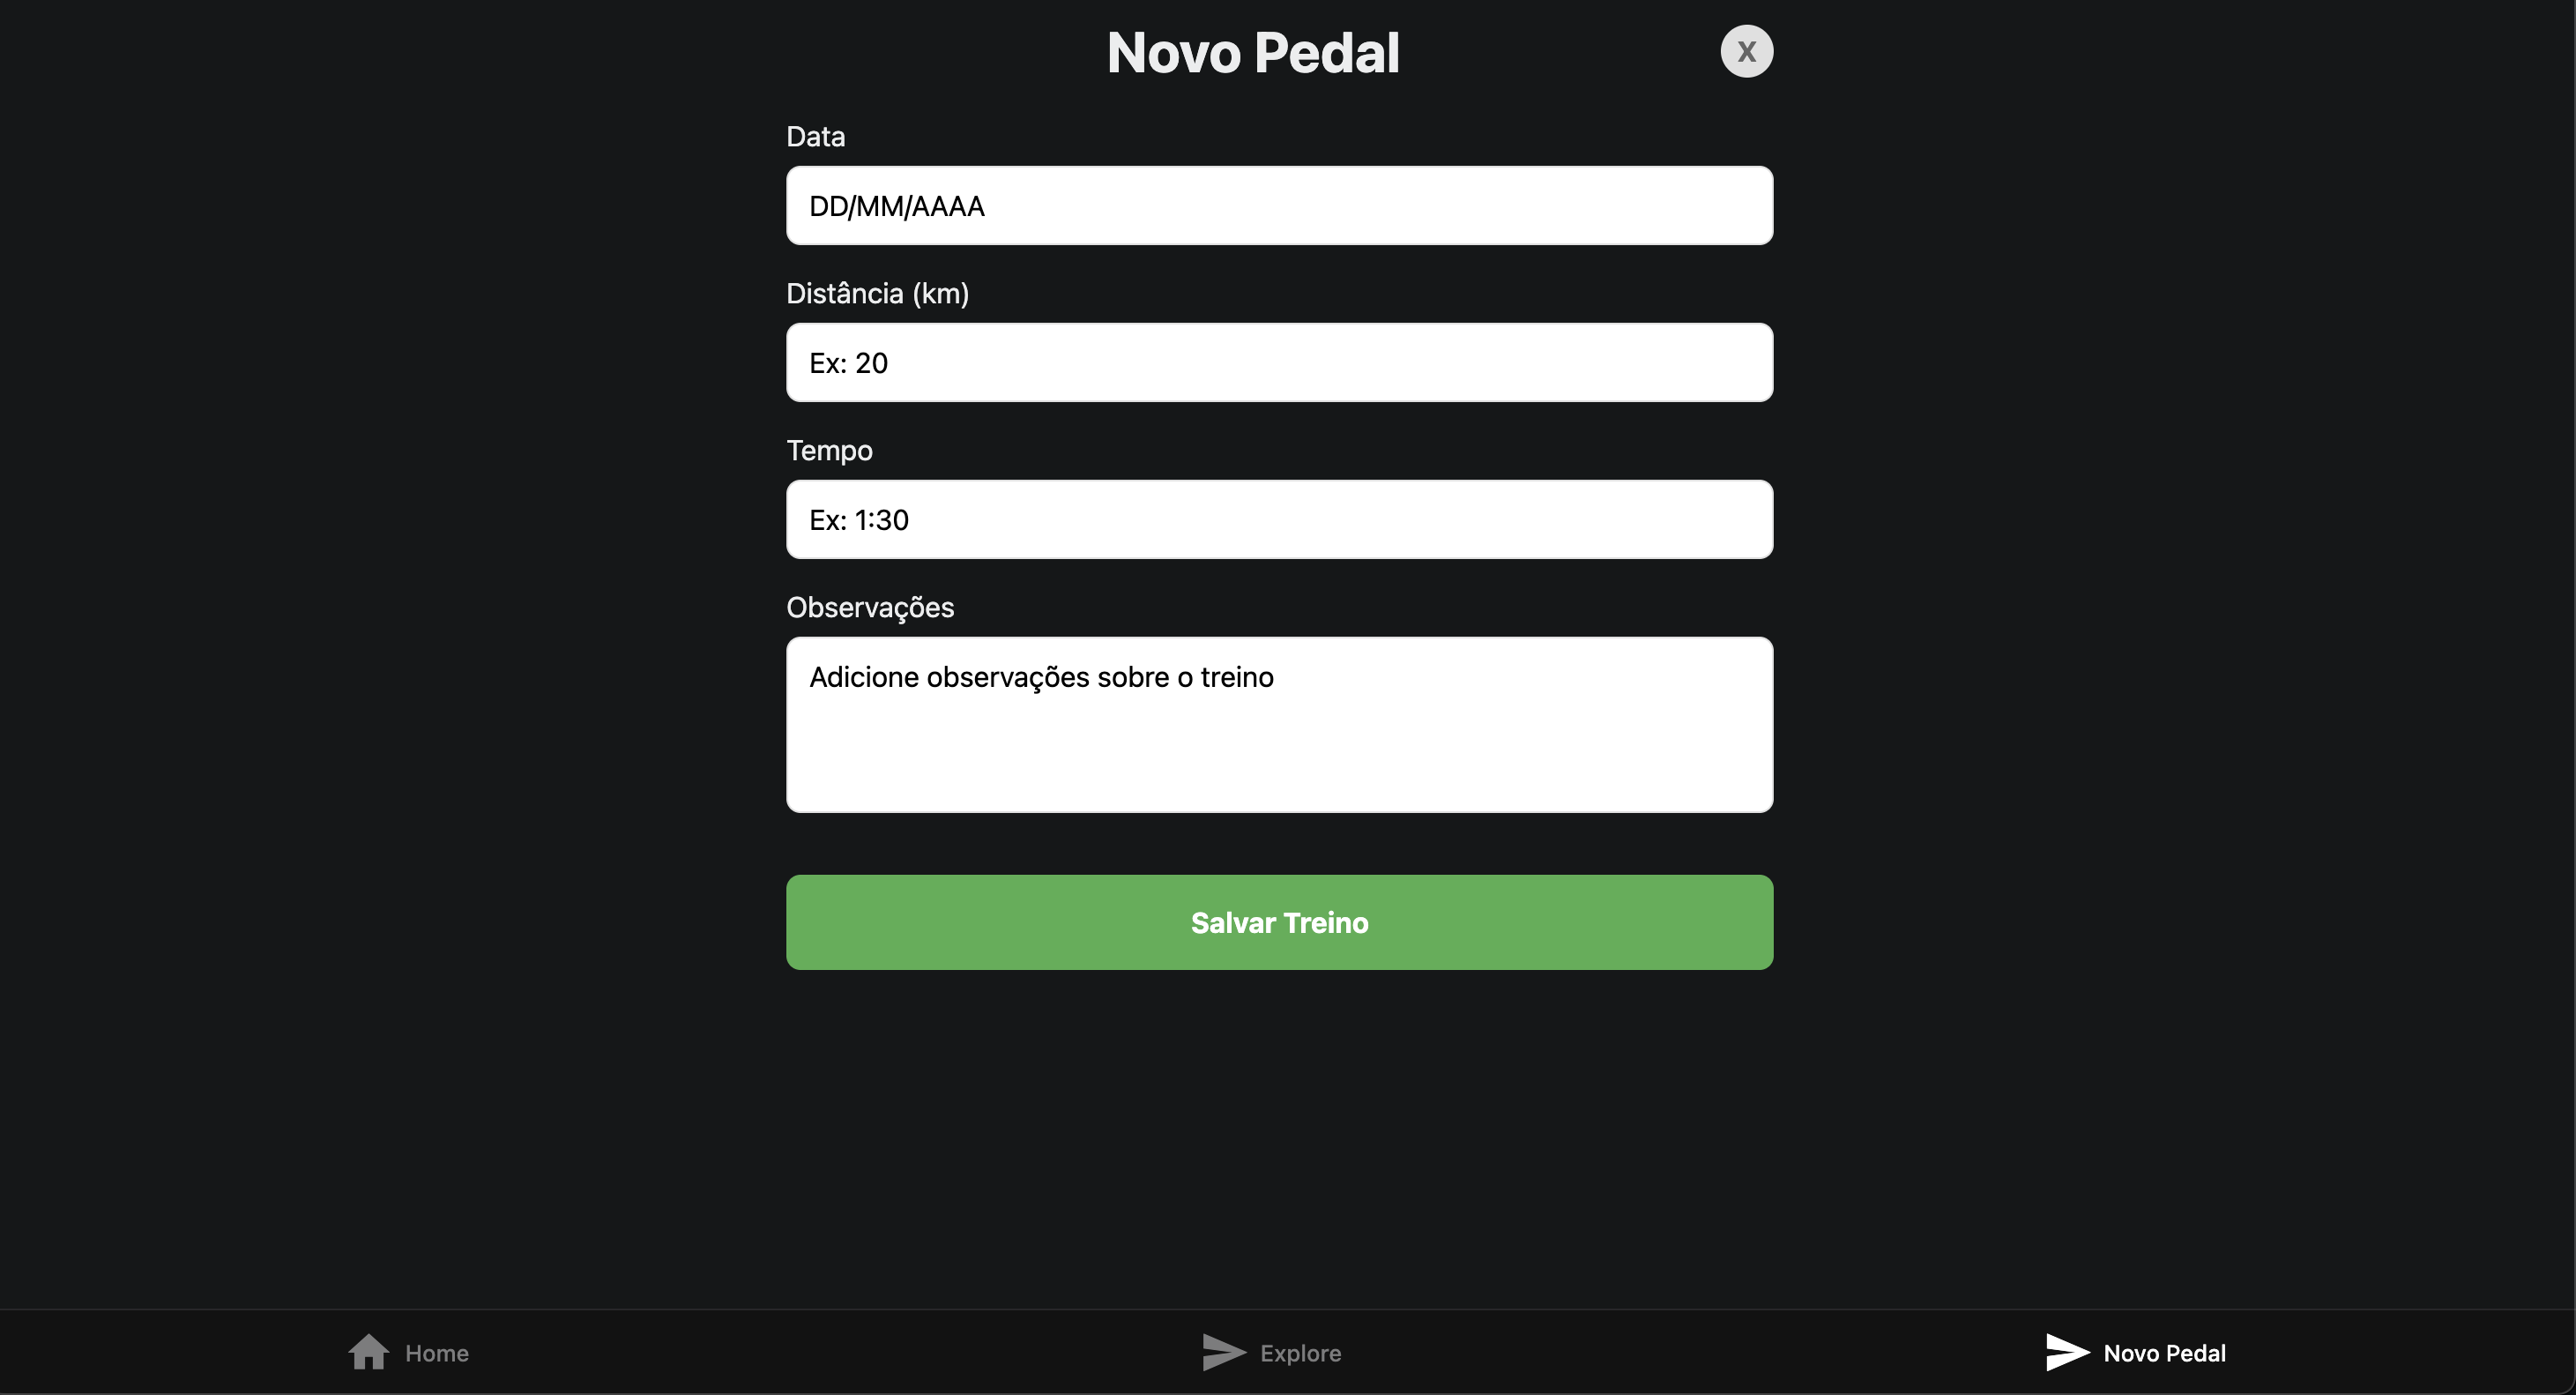 Novo Pedal
X
Data
DD/MM/AAAA
Distância (km)
Ex: 20
Tempo
Ex: 1:30
Observações
Adicione observações sobre o treino
Salvar Treino
Home
Explore
Novo Pedal